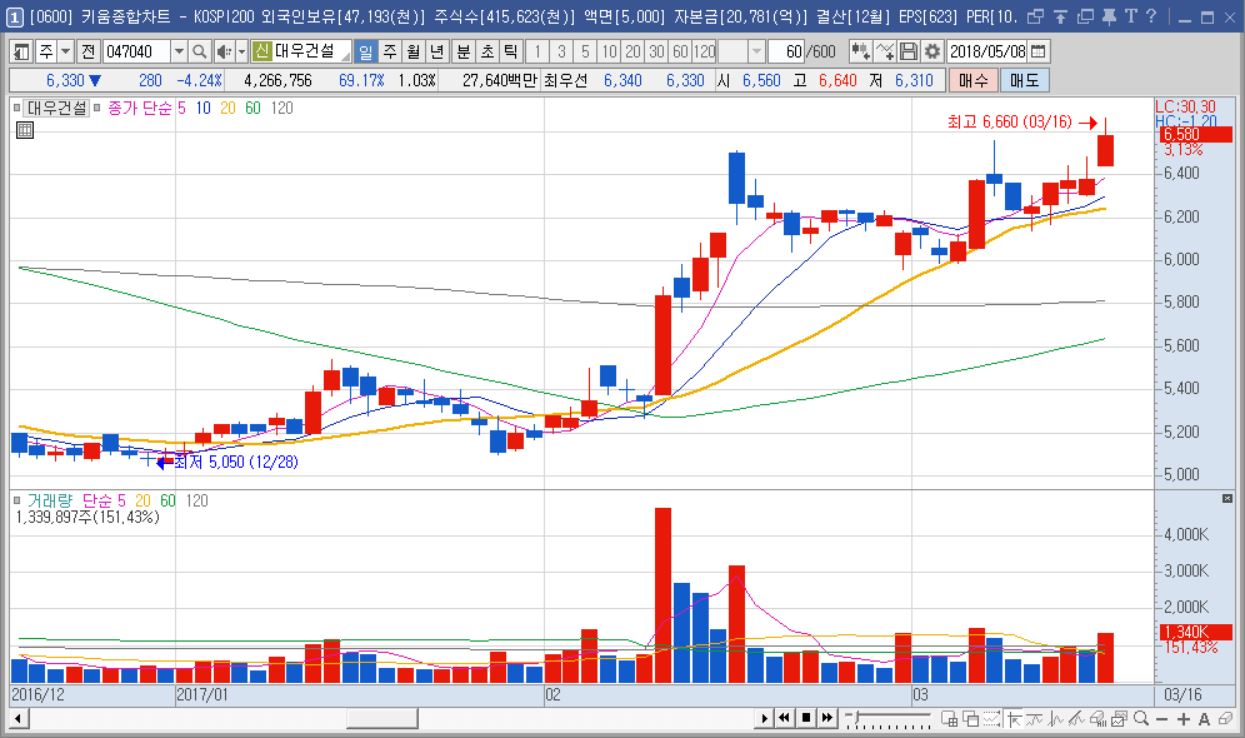 1 [0600] 키움종합차트 - KOSPI200 외국인보유[47,193(천)] 주식수[415,623(천)] 액면[5,000] 자본금[20,781(억)] 결산[12월] EPS[623] PER[10. T ?
주 전 047040 신 대우건설 일 주 월 년 분 초 틱 1 3 5 10 20 30 60 120 60 /600 2018/05/08
6,330 ▼ 280 -4.24% 4,266,756 69.17% 1.03% 27,640백만 최우선 6,340 6,330 시 6,560 고 6,640 저 6,310 매수 매도
대우건설 종가 단순 5 10 20 60 120
LC:30,30
HC:-1,20
최고 6,660 (03/16)
6,580
3,13%
6,400
6,200
6,000
5,800
5,600
5,400
5,200
5,000
최저 5,050 (12/28)
거래량 단순 5 20 60 120
1,339,897주(151,43%)
4,000K
3,000K
2,000K
1,340K
151,43%
2016/12 2017/01 02 03 03/16
A